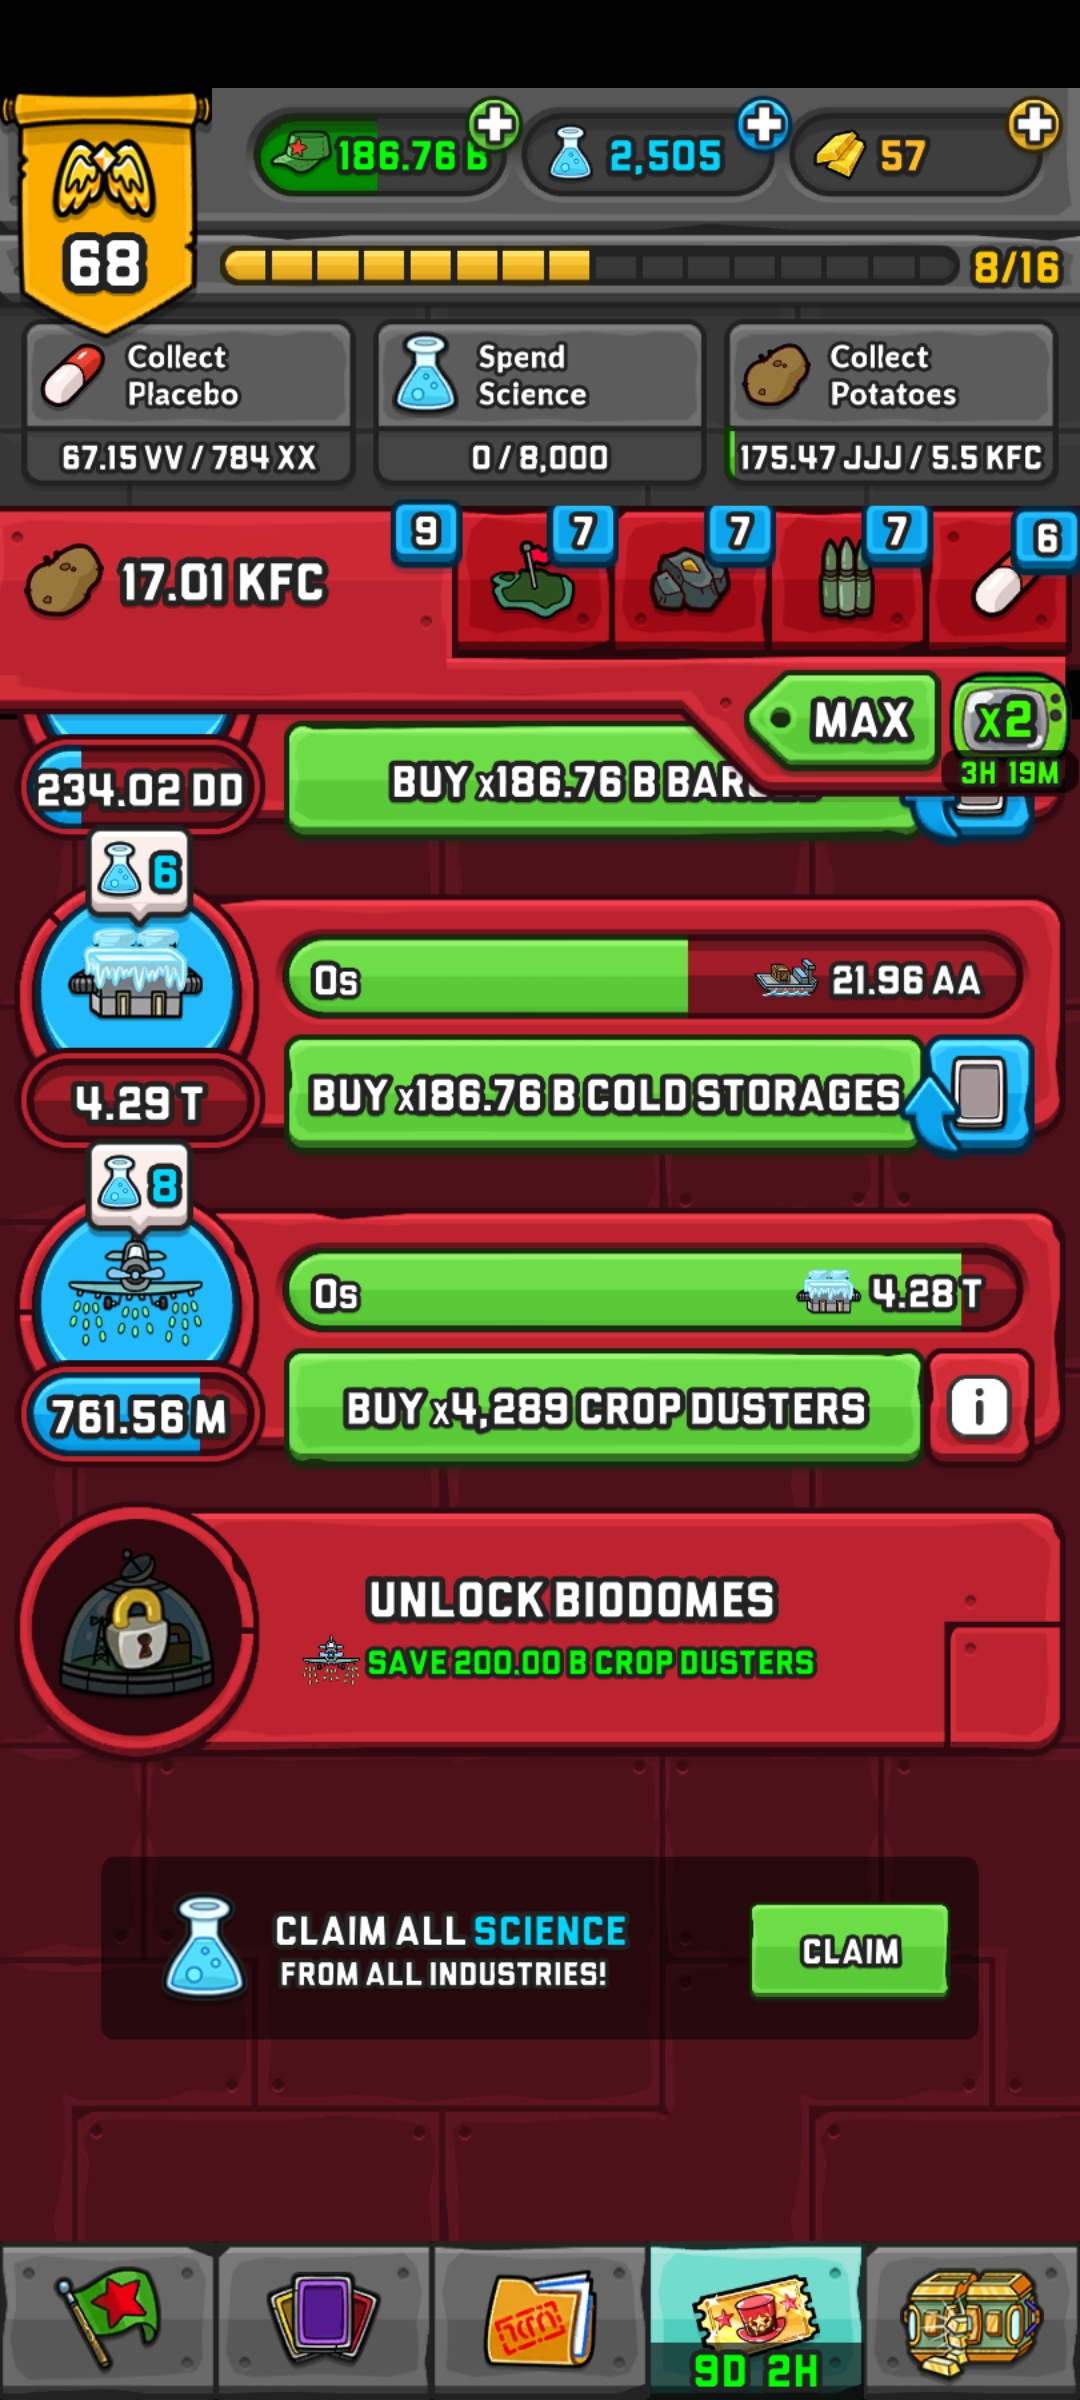 186.76 B
2,505
57
68
8/16
Collect
Placebo
67.15 VV / 784 XX
Spend
Science
0 / 8,000
Collect
Potatoes
175.47 JJJ / 5.5 KFC
17.01 KFC
9
7
7
7
6
MAX
x2
3H 19M
234.02 DD
BUY x186.76 B
6
0s
21.96 AA
4.29 T
BUY x186.76 B COLD STORAGES
8
0s
4.28 T
761.56 M
BUY x4,289 CROP DUSTERS
i
UNLOCK BIODOMES
SAVE 200.00 B CROP DUSTERS
CLAIM ALL SCIENCE
FROM ALL INDUSTRIES!
CLAIM
9D 2H